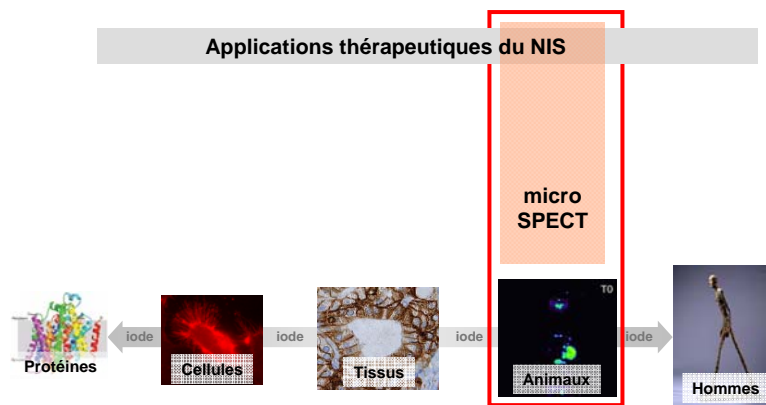 Applications thérapeutiques du NIS
micro
SPECT
T0
iode
iode
iode
iode
Protéines
Cellules
Tissus
Animaux
Hommes